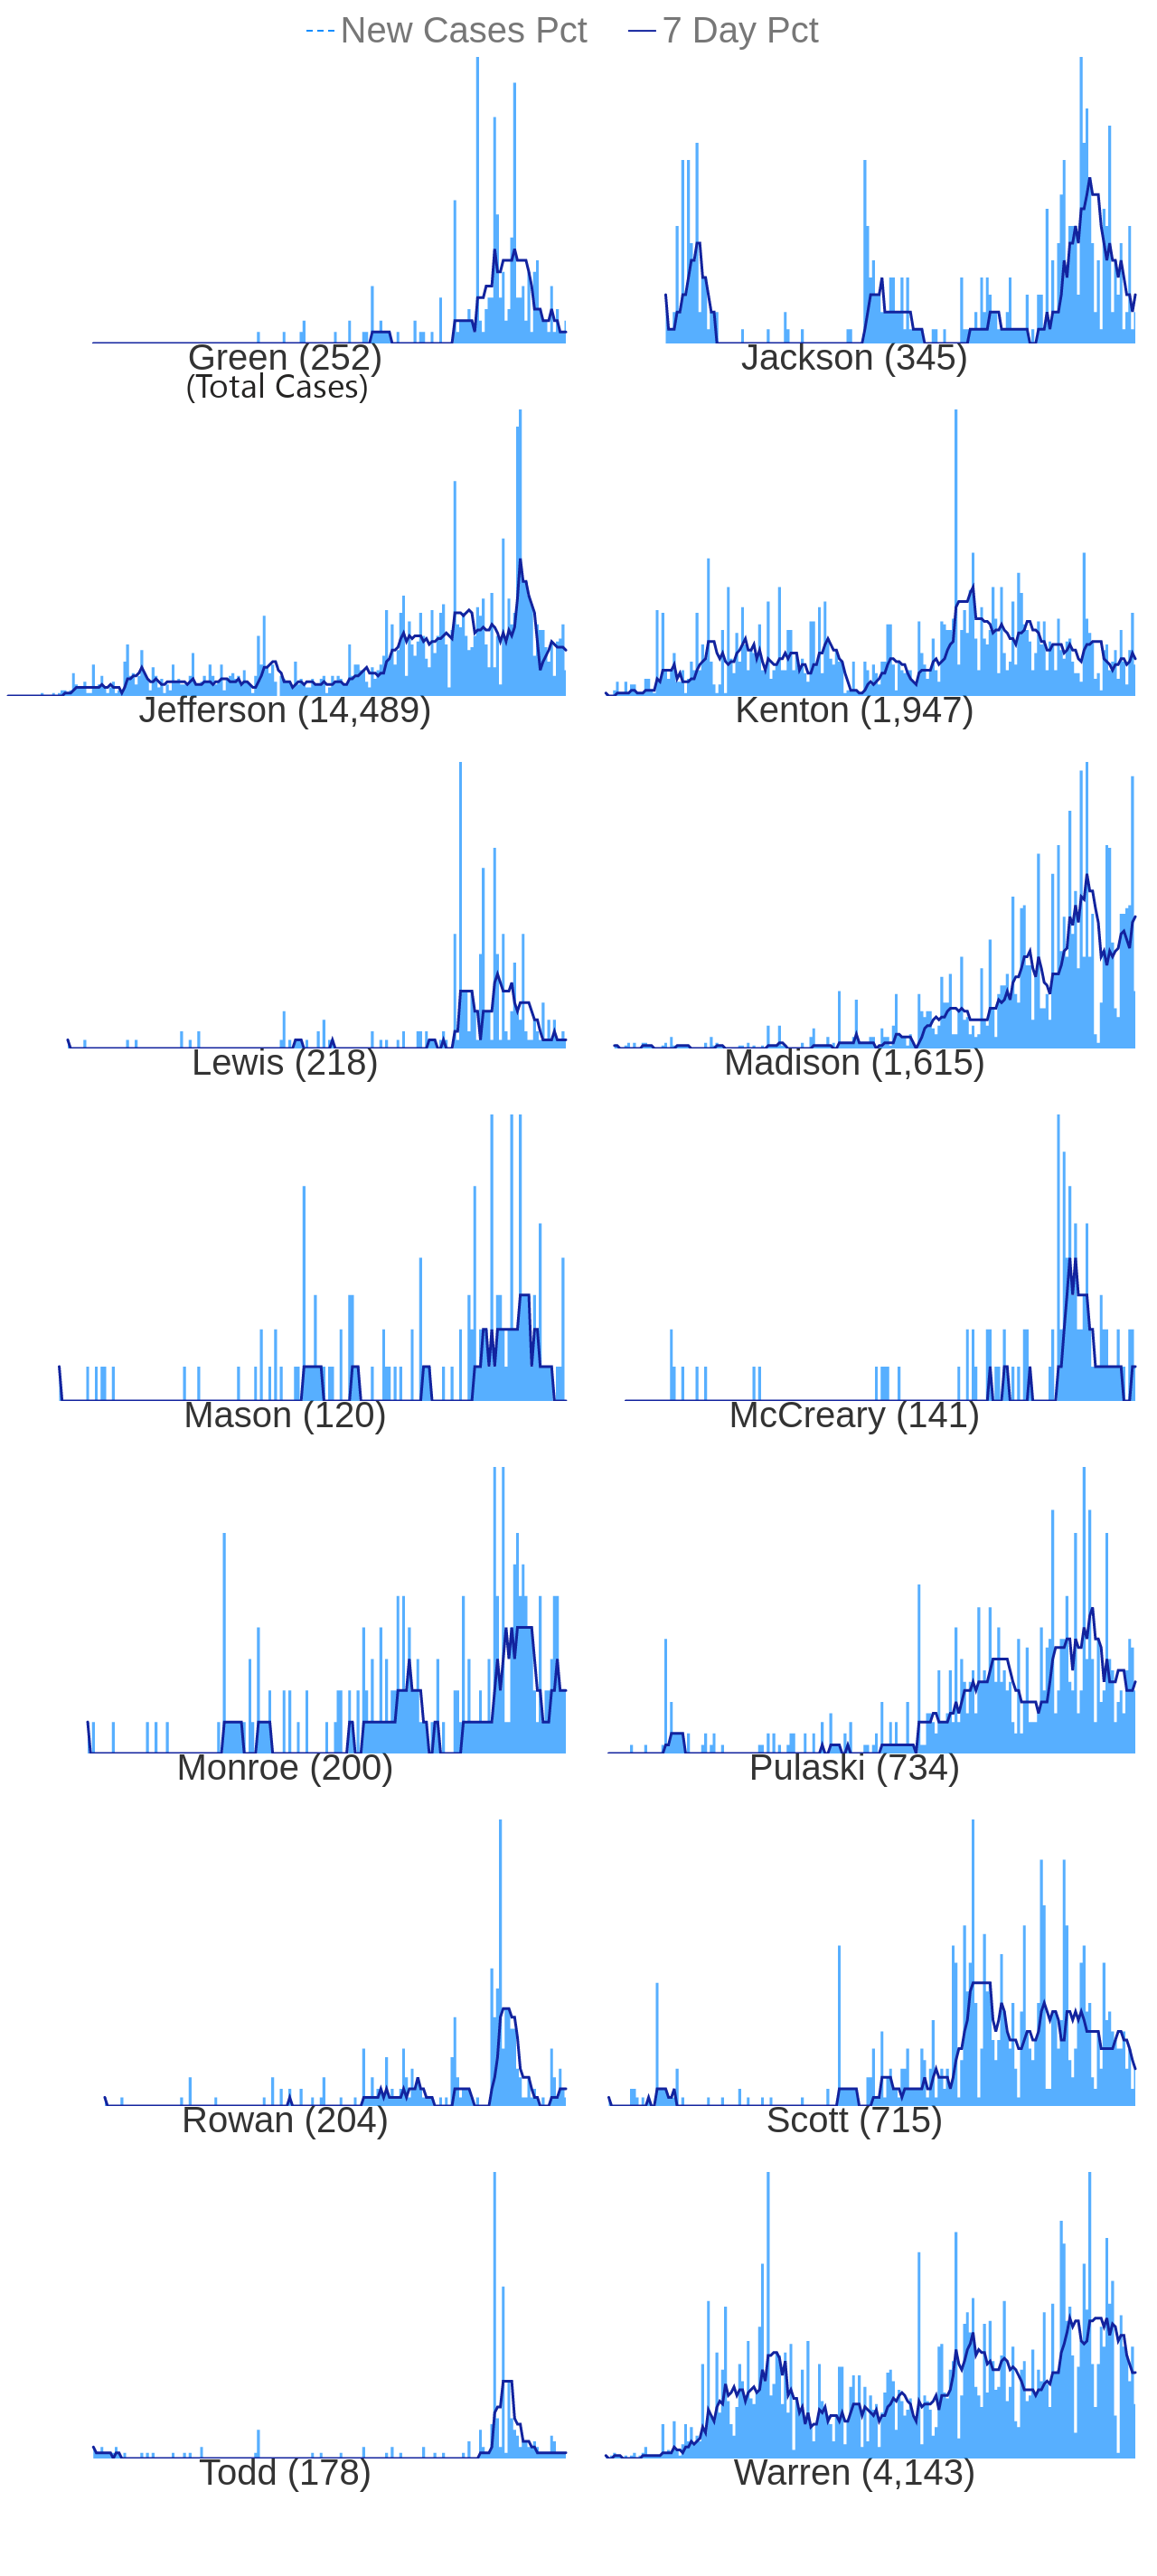 New Cases Pct 7 Day Pct
Green (252) Jackson (345)
(Total Cases)
Jefferson (14,489) Kenton (1,947)
Lewis (218) Madison (1,615)
Mason (120) McCreary (141)
Monroe (200) Pulaski (734)
Rowan (204) Scott (715)
Todd (178) Warren (4,143)